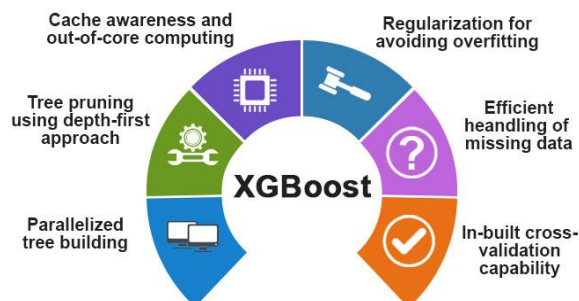 Cache awareness and
out-of-core computing
Regularization for
avoiding overfitting
Tree pruning
using depth-first
approach
Efficient
heandling of
missing data
XGBoost
Parallelized
tree building
In-built cross-
validation
capability